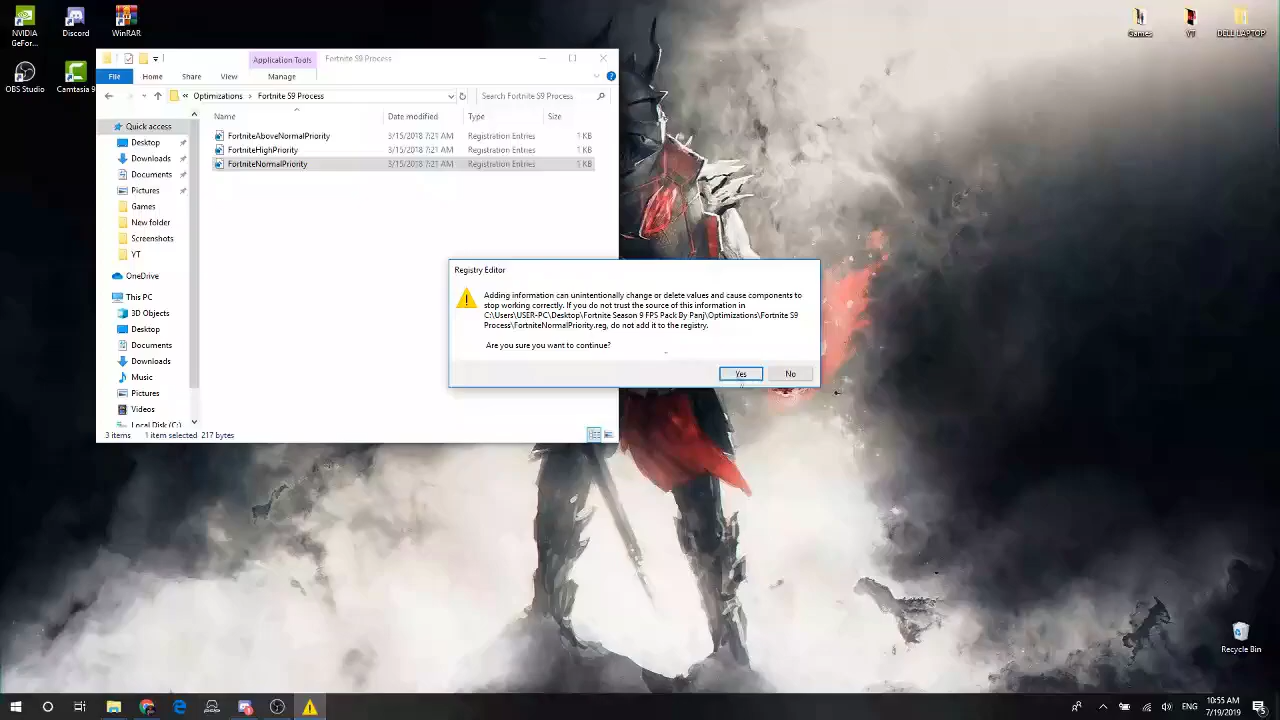 NVIDIA
GeFor...
Discord
WinRAR
OBS Studio
Camtasia 9
Games
YT
DELL LAPTOP
Application Tools
Fortnite S9 Process
File
Home
Share
View
Manage
« Optimizations > Fortnite S9 Process
Search Fortnite S9 Process
Name
Date modified
Type
Size
FortniteAboveNormalPriority 3/15/2018 7:21 AM Registration Entries 1 KB
FortniteHighPriority 3/15/2018 7:21 AM Registration Entries 1 KB
FortniteNormalPriority 3/15/2018 7:21 AM Registration Entries 1 KB
Quick access
Desktop
Downloads
Documents
Pictures
Games
New folder
Screenshots
YT
OneDrive
This PC
3D Objects
Desktop
Documents
Downloads
Music
Pictures
Videos
Local Disk (C:)
3 items 1 item selected 217 bytes
Registry Editor
Adding information can unintentionally change or delete values and cause components to
stop working correctly. If you do not trust the source of this information in
C:\Users\USER-PC\Desktop\Fortnite Season 9 FPS Pack By Panj\Optimizations\Fortnite S9
Process\FortniteNormalPriority.reg, do not add it to the registry.
Are you sure you want to continue?
Yes
No
Recycle Bin
10:55 AM
7/19/2019